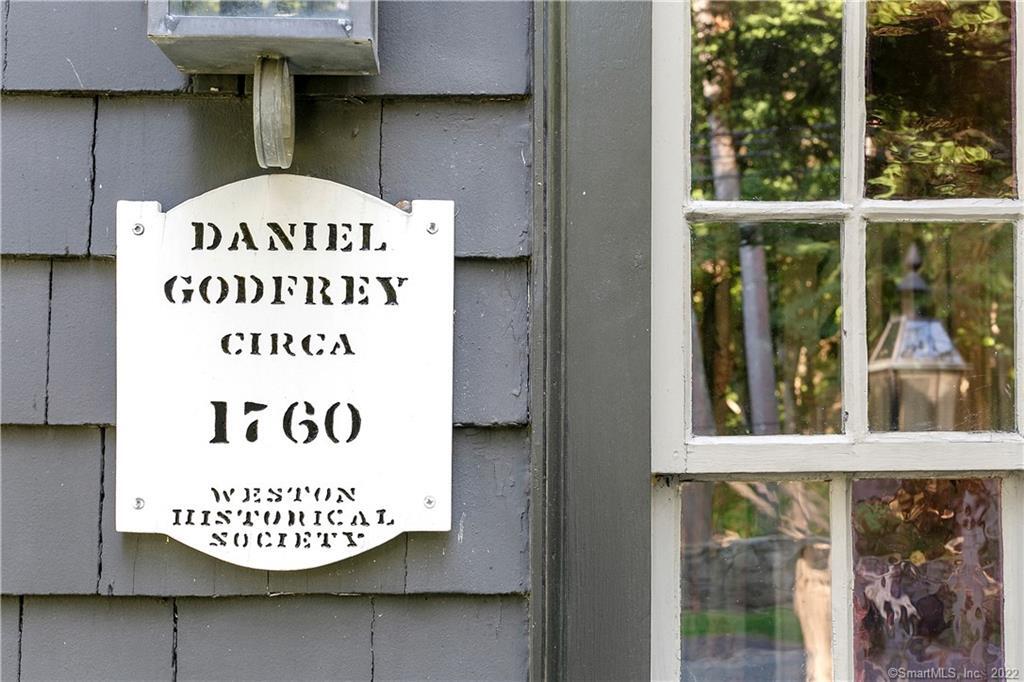 DANIEL
GODFREY
CIRCA
1760
WESTON
HISTORICAL
SOCIETY
©SmartMLS, Inc. 2022